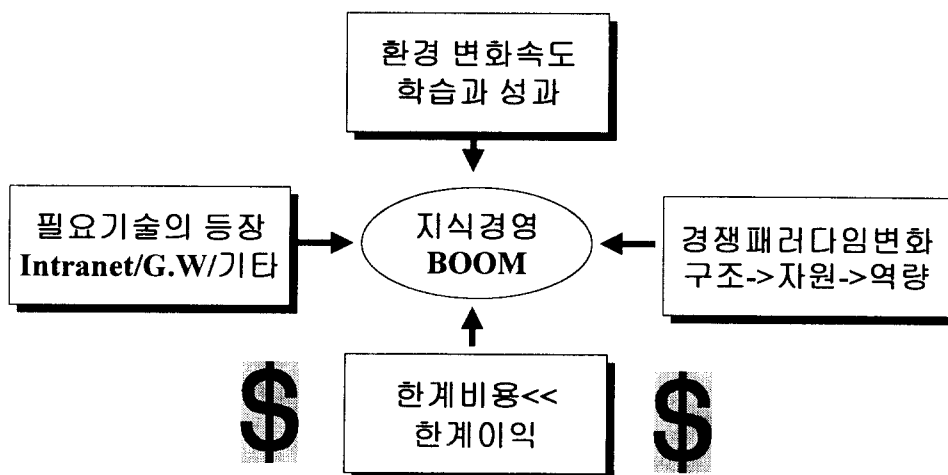 환경 변화속도
학습과 성과
필요기술의 등장
Intranet/G.W/기타
지식경영
BOOM
경쟁패러다임변화
구조->자원->역량
$
한계비용<<
한계이익
$